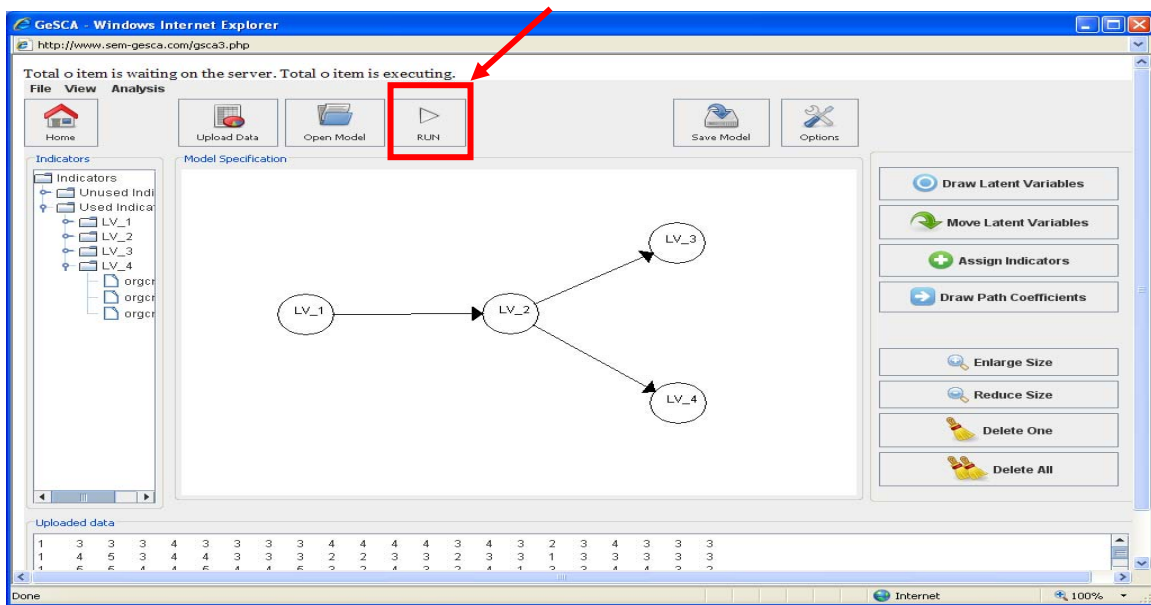 GeSCA - Windows Internet Explorer
http://www.sem-gesca.com/gsca3.php
Total 0 item is waiting on the server. Total 0 item is executing.
File View Analysis
Home
Upload Data
Open Model
RUN
Save Model
Options
Indicators
Indicators
Unused Indi
Used Indica
LV_1
LV_2
LV_3
LV_4
orgcr
orgcr
orgcr
Model Specification
LV_1
LV_2
LV_3
LV_4
Draw Latent Variables
Move Latent Variables
Assign Indicators
Draw Path Coefficients
Enlarge Size
Reduce Size
Delete One
Delete All
Uploaded data
1 3 3 3 4 3 3 3 3 4 4 4 4 3 4 3 2 3 4 3 3 3
1 4 5 3 4 4 3 3 3 2 2 3 3 2 3 3 1 3 3 3 3 3
Done
Internet
100%